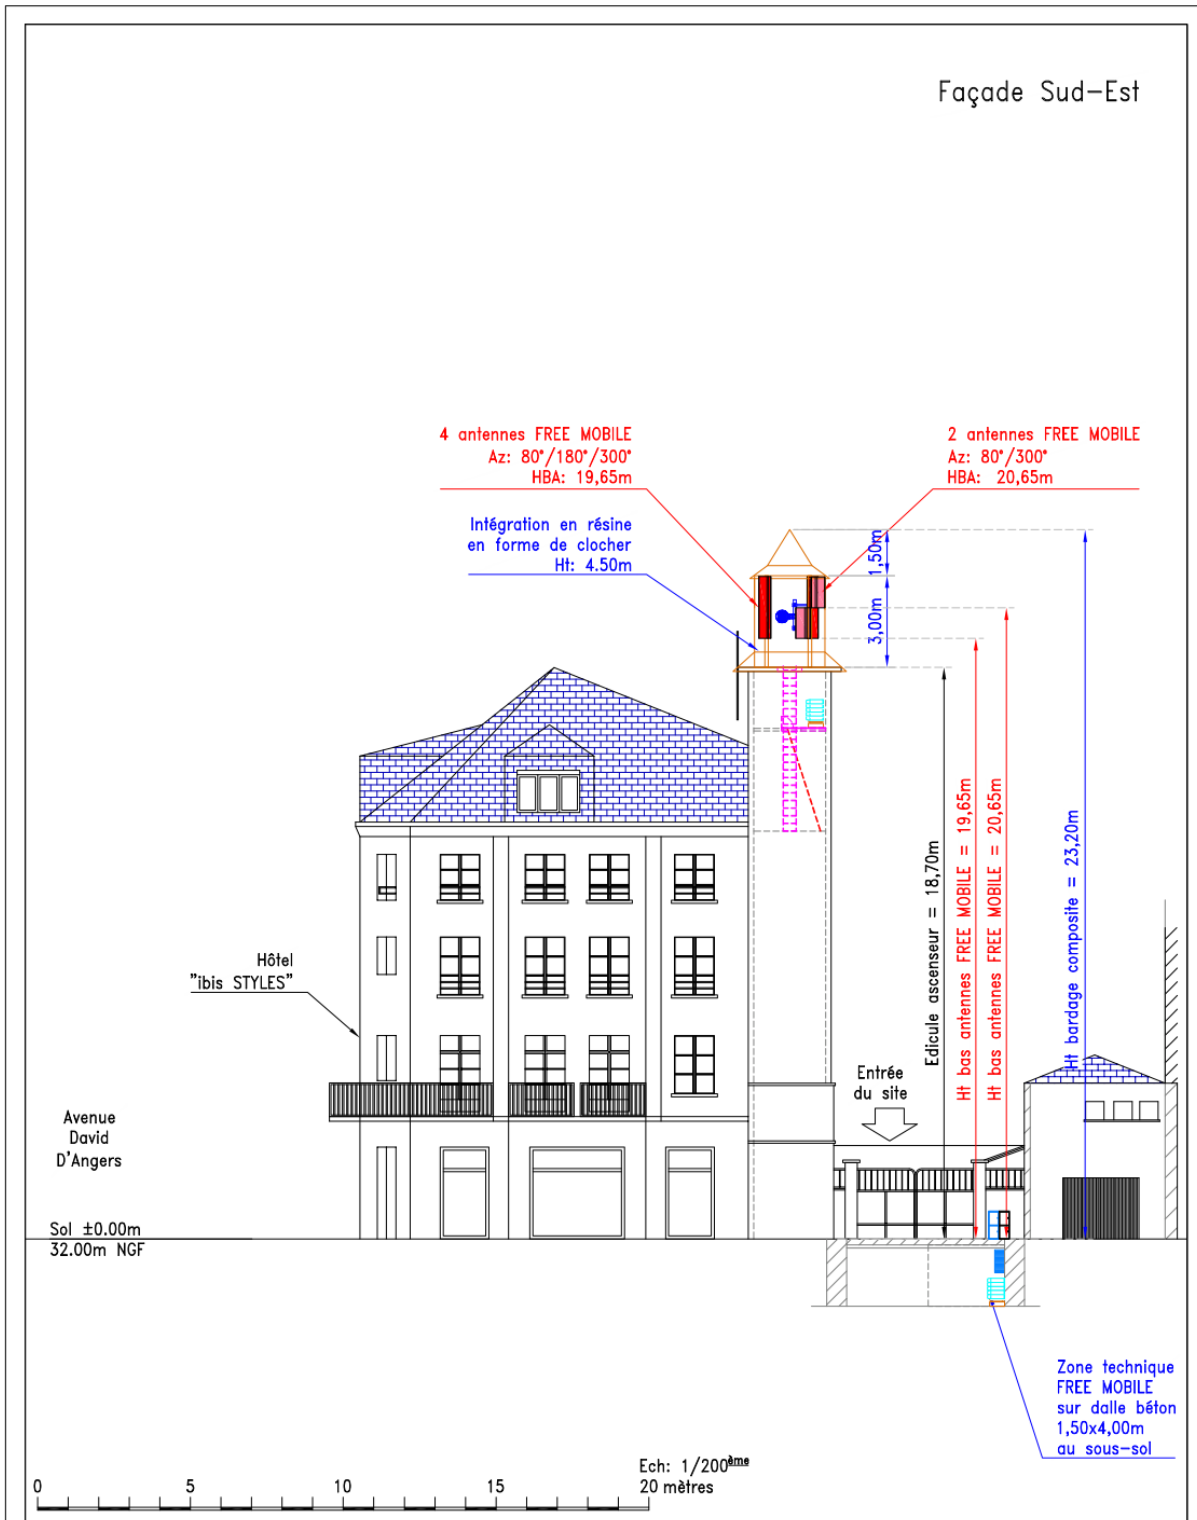 Façade Sud-Est
4 antennes FREE MOBILE
Az: 80°/180°/300°
HBA: 19,65m
2 antennes FREE MOBILE
Az: 80°/300°
HBA: 20,65m
Intégration en résine
en forme de clocher
Ht: 4.50m
1,50m
3,00m
Edicule ascenseur = 18,70m
Ht bas antennes FREE MOBILE = 19,65m
Ht bas antennes FREE MOBILE = 20,65m
Ht bardage composite = 23,20m
Hôtel
"ibis STYLES"
Entrée
du site
Avenue
David
D'Angers
Sol ±0.00m
32.00m NGF
Zone technique
FREE MOBILE
sur dalle béton
1,50x4,00m
au sous-sol
Ech: 1/200ème
0 5 10 15 20 mètres